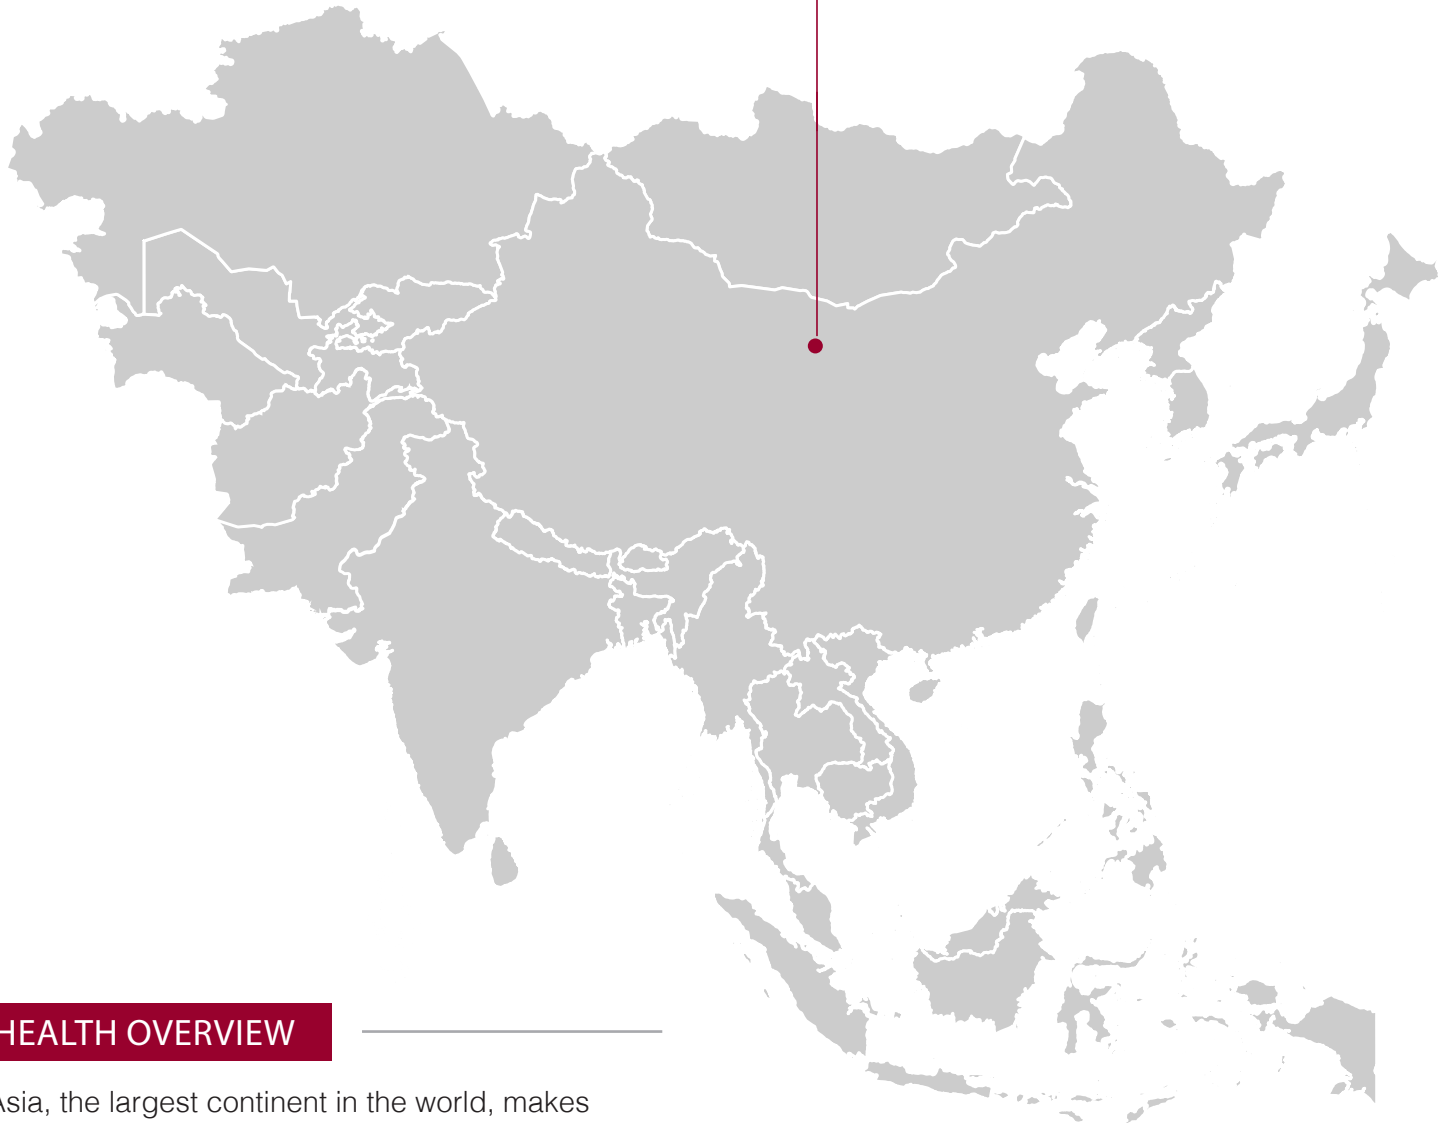 HEALTH OVERVIEW
Asia, the largest continent in the world, makes